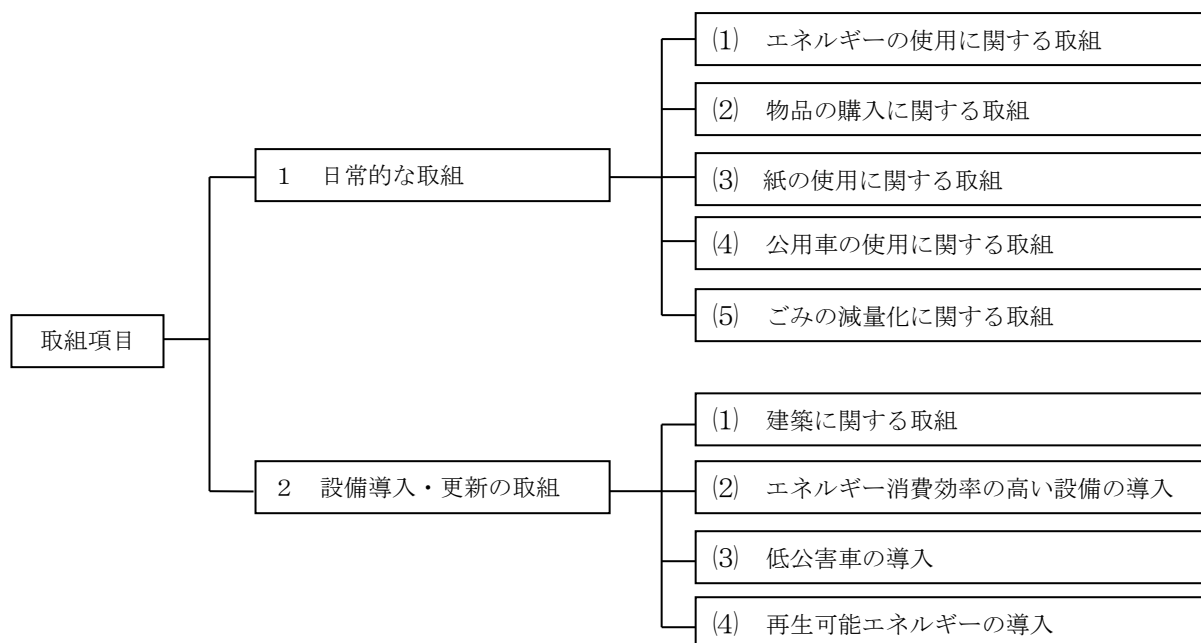 取組項目
1 日常的な取組
⑴ エネルギーの使用に関する取組
⑵ 物品の購入に関する取組
⑶ 紙の使用に関する取組
⑷ 公用車の使用に関する取組
⑸ ごみの減量化に関する取組
2 設備導入・更新の取組
⑴ 建築に関する取組
⑵ エネルギー消費効率の高い設備の導入
⑶ 低公害車の導入
⑷ 再生可能エネルギーの導入